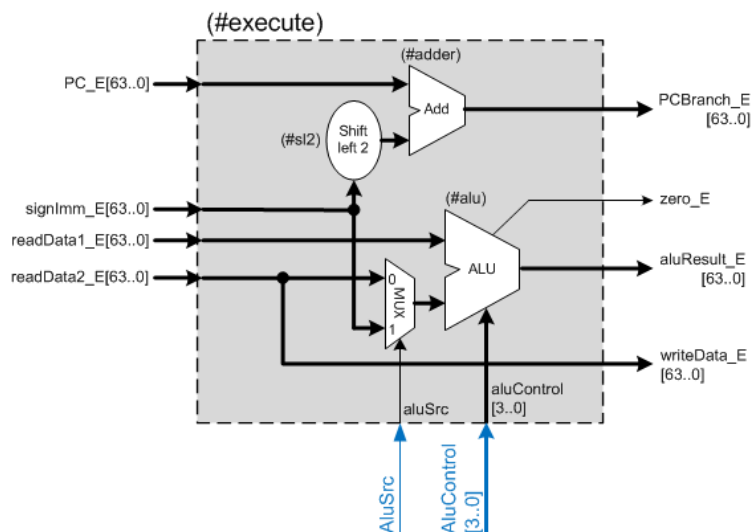 (#execute)
(#adder)
PC_E[63..0]
Add
PCBranch_E
[63..0]
(#sl2)
Shift
left 2
(#alu)
signImm_E[63..0]
zero_E
readData1_E[63..0]
ALU
aluResult_E
[63..0]
readData2_E[63..0]
0
MUX
1
writeData_E
[63..0]
aluSrc
aluControl
[3..0]
AluSrc
AluControl
[3..0]